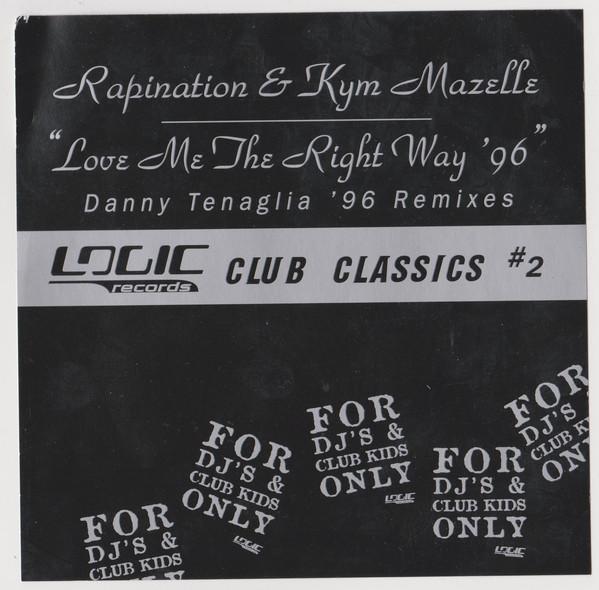 Rapination & Kym Mazelle
"Love Me The Right Way '96"
Danny Tenaglia '96 Remixes
LOGIC records CLUB CLASSICS #2
FOR
DJ'S &
CLUB KIDS
ONLY
FOR
DJ'S &
CLUB KIDS
ONLY
LOGIC
FOR
DJ'S &
CLUB KIDS
ONLY
LOGIC
FOR
DJ'S &
CLUB KIDS
ONLY
LOGIC
FOR
DJ'S &
CLUB KI
ON